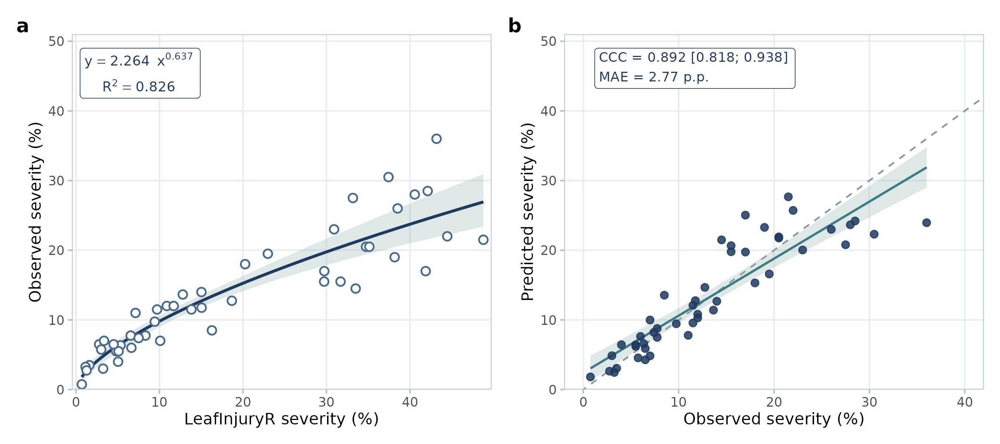 a
y = 2.264 x^0.637
R² = 0.826
50
40
30
20
10
0
Observed severity (%)
0 10 20 30 40
LeafInjuryR severity (%)
b
CCC = 0.892 [0.818; 0.938]
MAE = 2.77 p.p.
50
40
30
20
10
0
Predicted severity (%)
0 10 20 30 40
Observed severity (%)